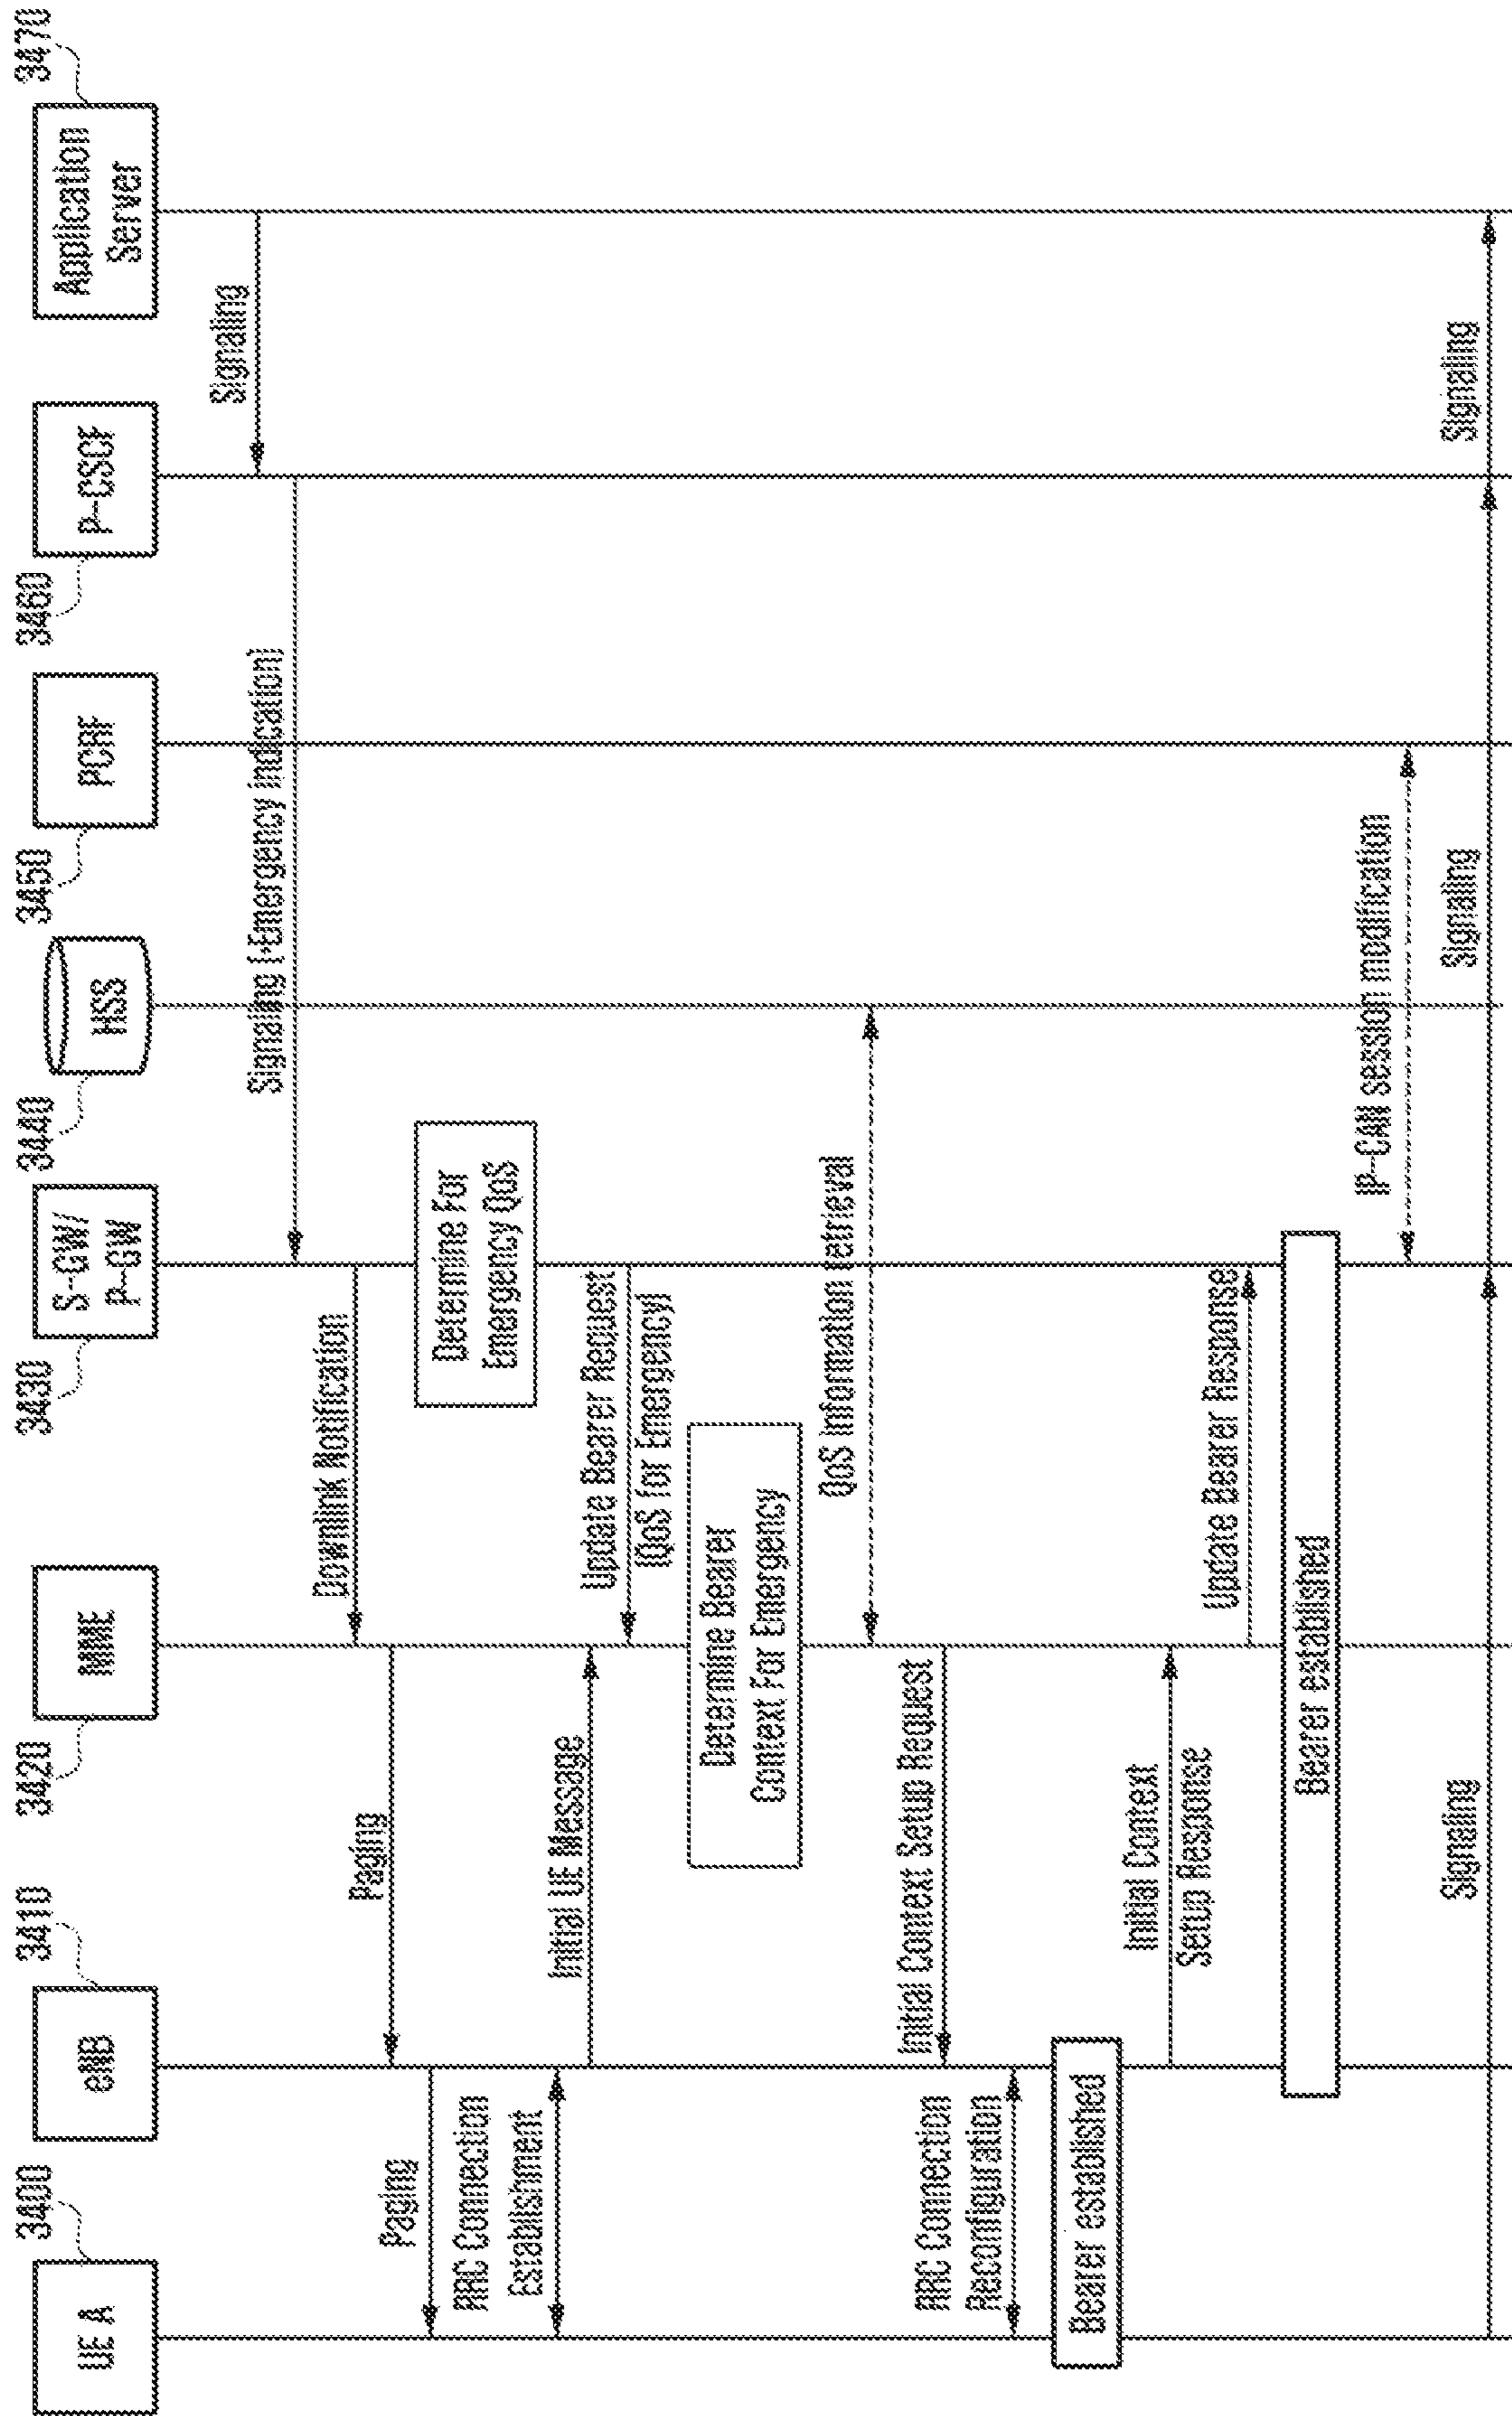 3400
3410
3420
3430
3440
3450
3460
3470
UE A
eNB
MME
S-GW/
P-GW
HSS
PCRF
P-CSCF
Application
Server
Signaling
Signaling (+Emergency indication)
Downlink Notification
Paging
Paging
Determine For
Emergency QoS
RRC Connection
Establishment
Initial UE Message
Update Bearer Request
(QoS for Emergency)
Determine Bearer
Context For Emergency
QoS Information retrieval
Initial Context Setup Request
RRC Connection
Reconfiguration
Bearer established
Initial Context
Setup Response
Update Bearer Response
Bearer established
IP-CAN session modification
Signaling
Signaling
Signaling